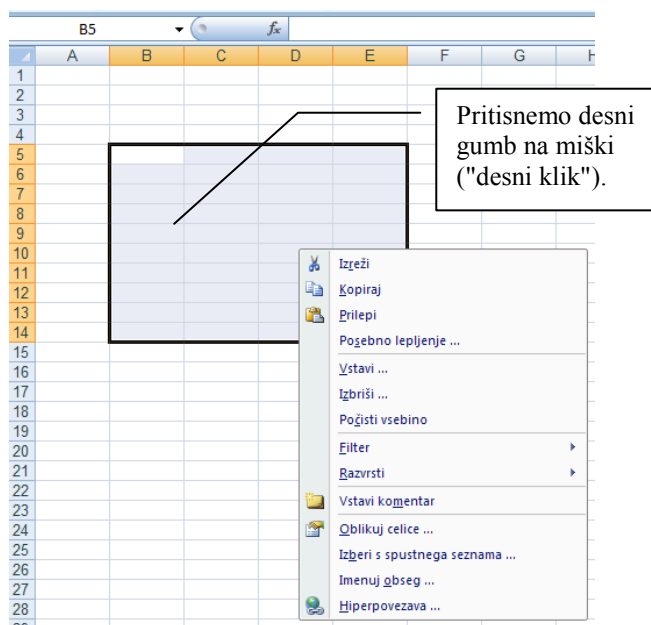 B5
fx
A B C D E F G H
1
2
3
4
5
6
7
8
9
10
11
12
13
14
15
16
17
18
19
20
21
22
23
24
25
26
27
28
Pritisnemo desni
gumb na miški
("desni klik").
Izreži
Kopiraj
Prilepi
Posebno lepljenje ...
Vstavi ...
Izbriši ...
Počisti vsebino
Filter
Razvrsti
Vstavi komentar
Oblikuj celice ...
Izberi s spustnega seznama ...
Imenuj obseg ...
Hiperpovezava ...